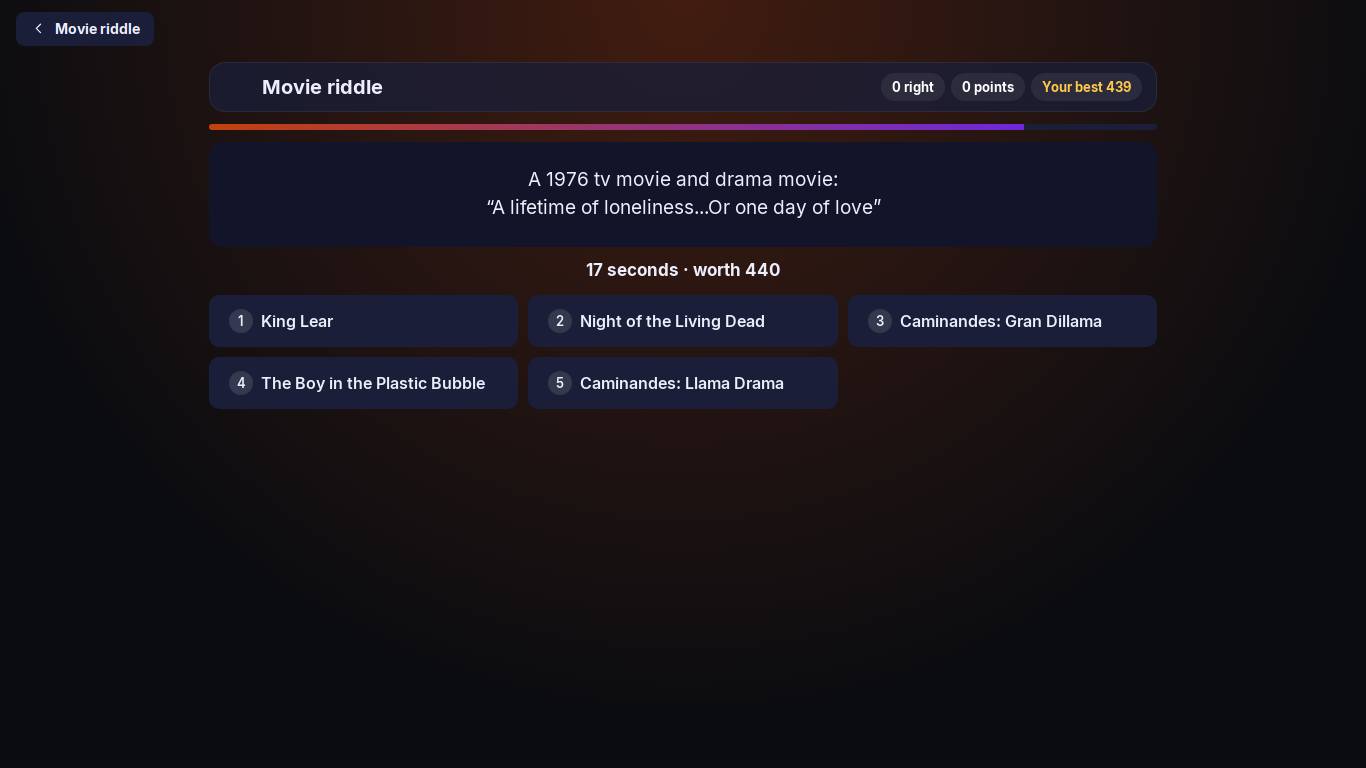 Movie riddle
Movie riddle
0 right
0 points
Your best 439
A 1976 tv movie and drama movie:
“A lifetime of loneliness...Or one day of love”
17 seconds · worth 440
1 King Lear
2 Night of the Living Dead
3 Caminandes: Gran Dillama
4 The Boy in the Plastic Bubble
5 Caminandes: Llama Drama